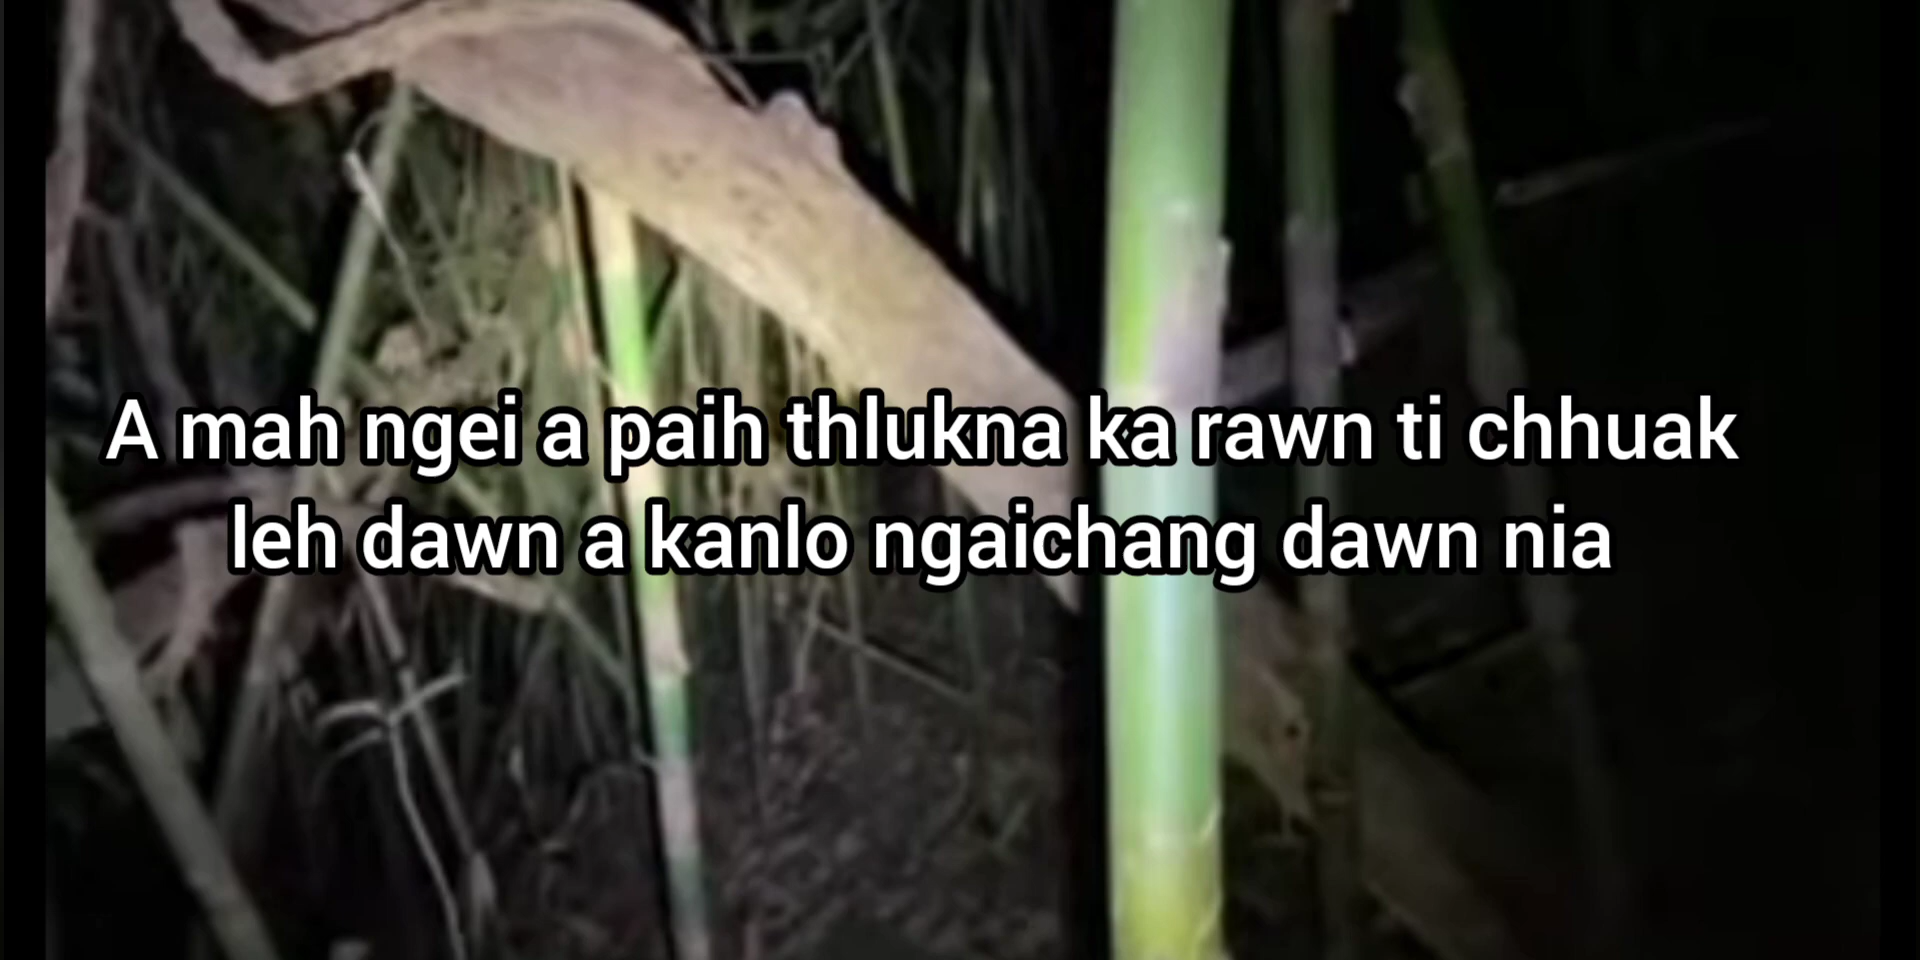 A mah ngei a paih thlukna ka rawn ti chhuak
leh dawn a kanlo ngaichang dawn nia